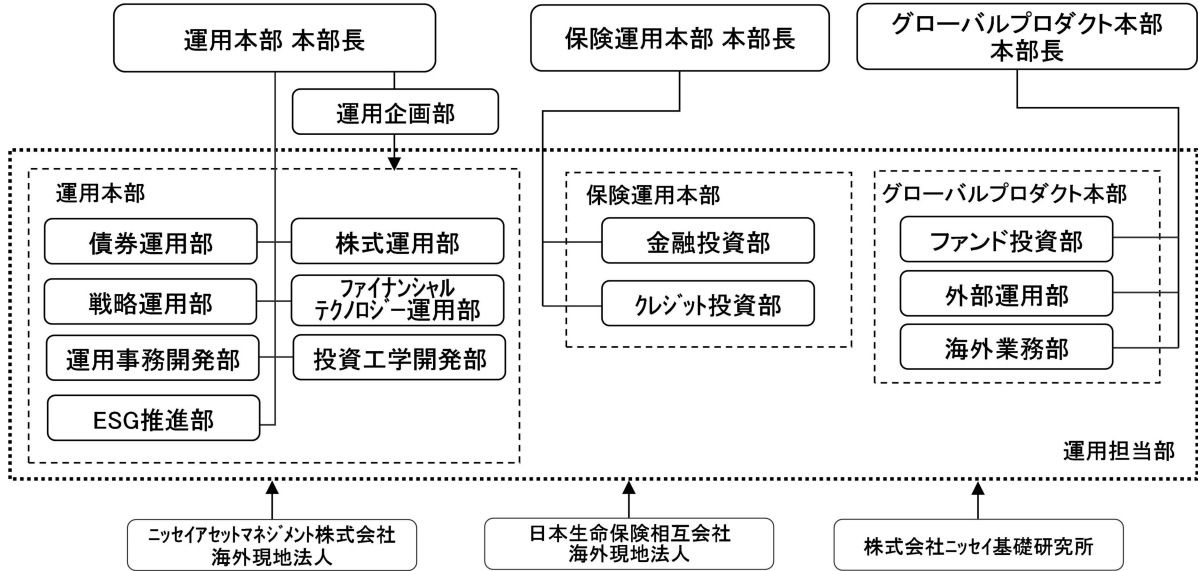 運用本部 本部長
保険運用本部 本部長
グローバルプロダクト本部
本部長
運用企画部
運用本部
債券運用部
株式運用部
戦略運用部
ファイナンシャル
テクノロジー運用部
運用事務開発部
投資工学開発部
ESG推進部
保険運用本部
金融投資部
クレジット投資部
グローバルプロダクト本部
ファンド投資部
外部運用部
海外業務部
運用担当部
ニッセイアセットマネジメント株式会社
海外現地法人
日本生命保険相互会社
海外現地法人
株式会社ニッセイ基礎研究所